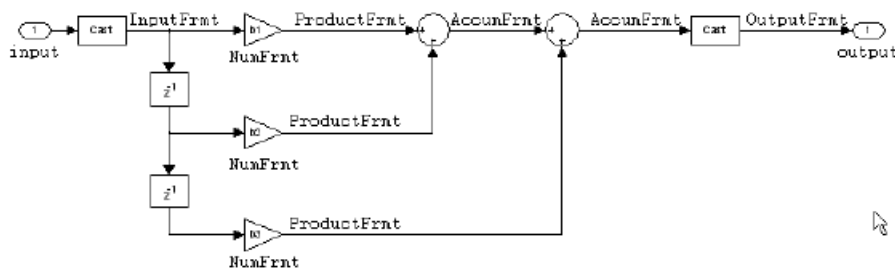 InputFrmt ProductFrmt AccumFrmt AccumFrmt OutputFrmt
1 Cast b1 Cast 1
input NumFrmt output
z-1
ProductFrmt
b2
NumFrmt
z-1
ProductFrmt
b3
NumFrmt